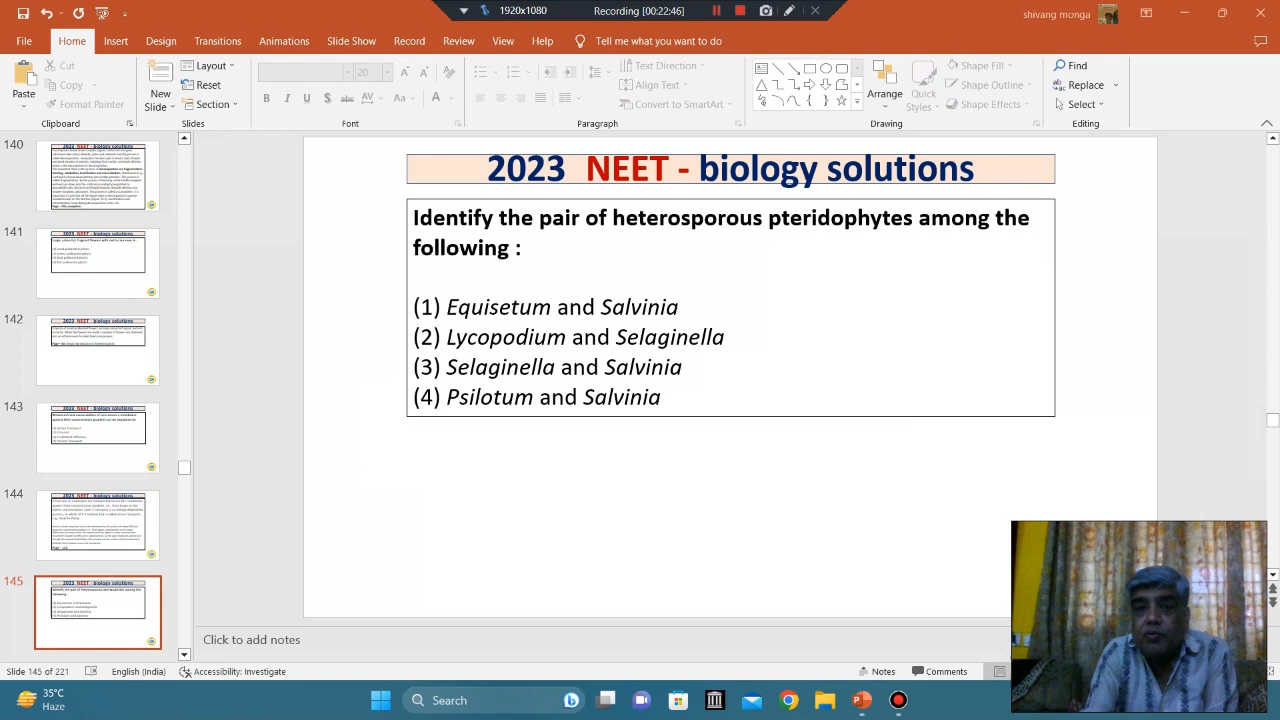 1920x1080
Recording [00:22:46]
shivang monga
File Home Insert Design Transitions Animations Slide Show Record Review View Help Tell me what you want to do
Paste
Cut
Copy
Format Painter
New Slide
Layout
Reset
Section
20
Text Direction
Align Text
Convert to SmartArt
Arrange
Quick Styles
Shape Fill
Shape Outline
Shape Effects
Find
Replace
Select
Clipboard Slides Font Paragraph Drawing Editing
140
141
142
143
144
145
2023 NEET - biology solutions
Identify the pair of heterosporous pteridophytes among the
following :
(1) Equisetum and Salvinia
(2) Lycopodium and Selaginella
(3) Selaginella and Salvinia
(4) Psilotum and Salvinia
Click to add notes
Slide 145 of 221 English (India) Accessibility: Investigate Notes Comments
35°C
Haze
Search